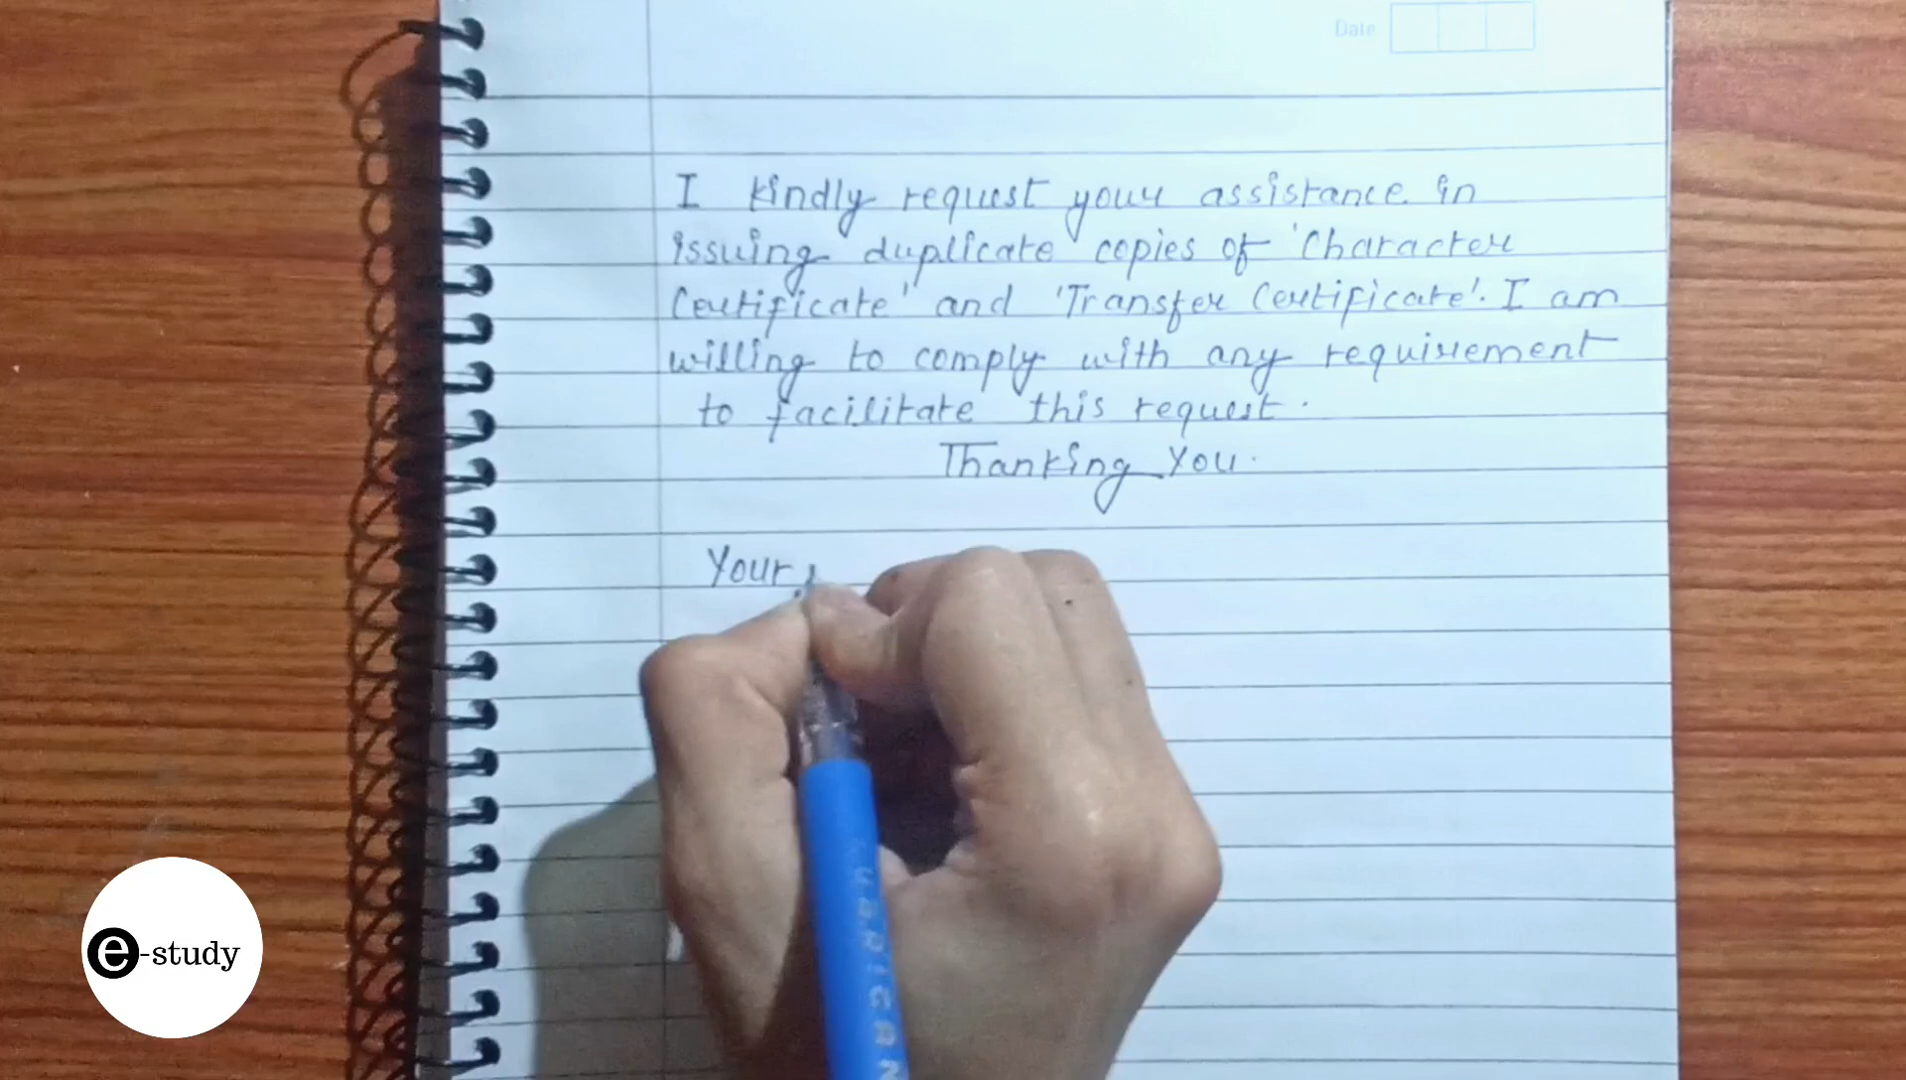 Date
I kindly request your assistance in
issuing duplicate copies of 'Character
Certificate' and 'Transfer Certificate'. I am
willing to comply with any requirement
to facilitate this request.
Thanking You.
Your
e-study